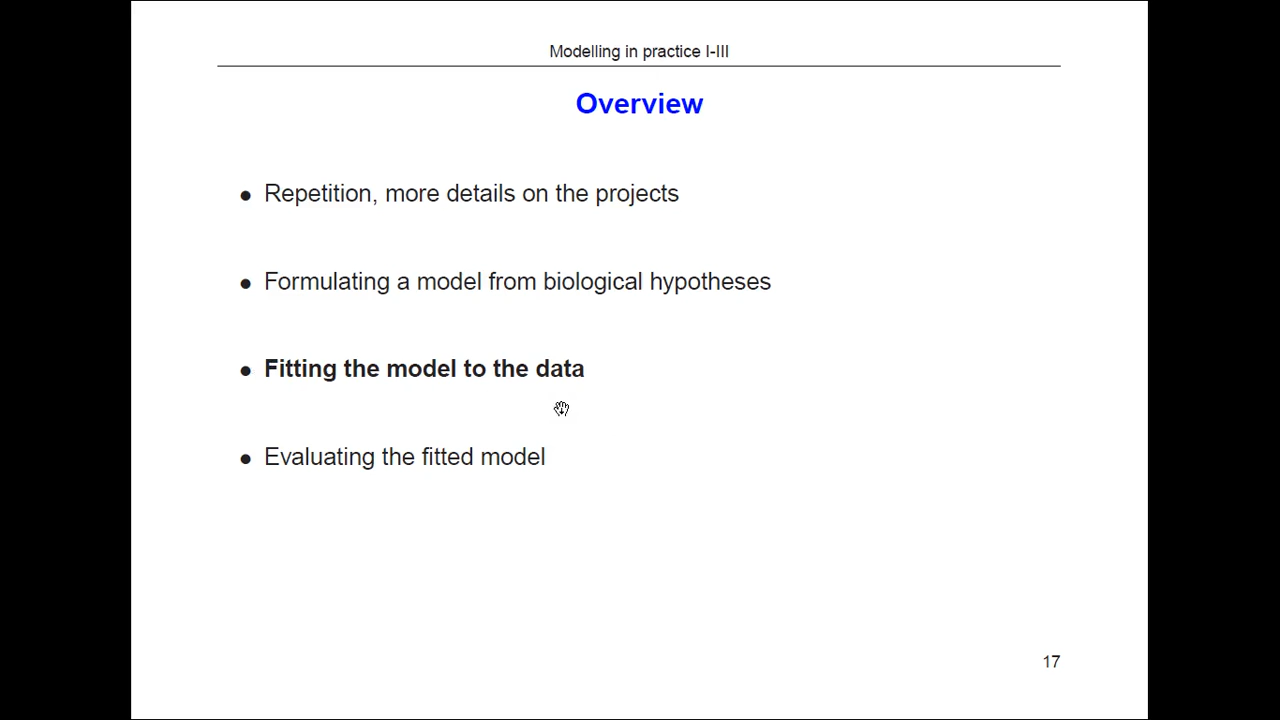 Modelling in practice I-III
Overview
● Repetition, more details on the projects
● Formulating a model from biological hypotheses
● Fitting the model to the data
● Evaluating the fitted model
17